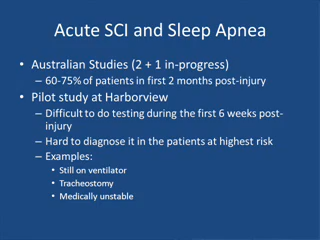 Acute SCI and Sleep Apnea
• Australian Studies (2 + 1 in-progress)
– 60-75% of patients in first 2 months post-injury
• Pilot study at Harborview
– Difficult to do testing during the first 6 weeks post-
injury
– Hard to diagnose it in the patients at highest risk
– Examples:
• Still on ventilator
• Tracheostomy
• Medically unstable